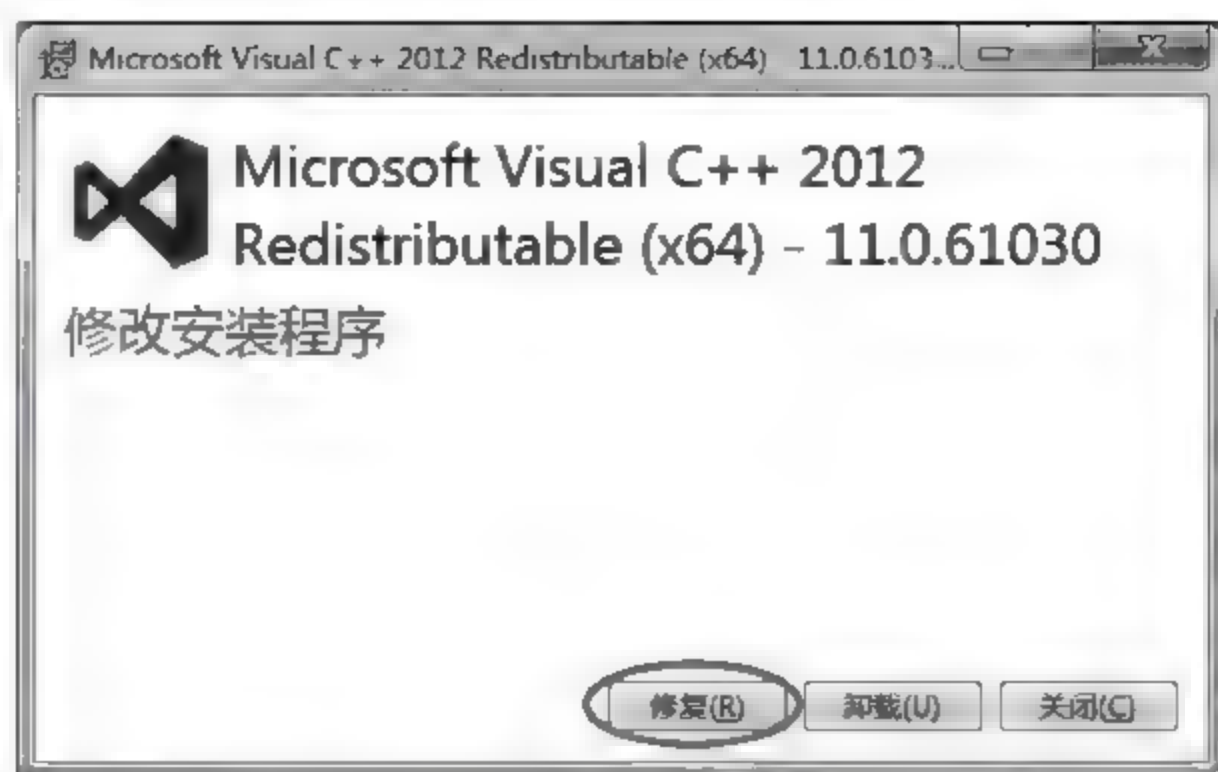 Microsoft Visual C++ 2012 Redistributable (x64) 11.0.6103...
Microsoft Visual C++ 2012
Redistributable (x64) - 11.0.61030
修改安装程序
修复(R) 卸载(U) 关闭(C)